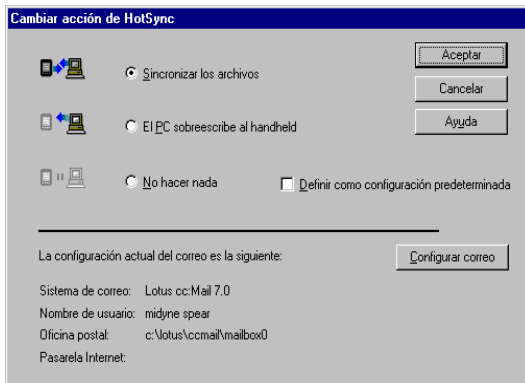 Cambiar acción de HotSync
Sincronizar los archivos
Aceptar
Cancelar
El PC sobreescribe al handheld
Ayuda
No hacer nada
Definir como configuración predeterminada
La configuración actual del correo es la siguiente:
Configurar correo
Sistema de correo: Lotus cc:Mail 7.0
Nombre de usuario: midyne spear
Oficina postal: c:\lotus\ccmail\mailbox0
Pasarela Internet: